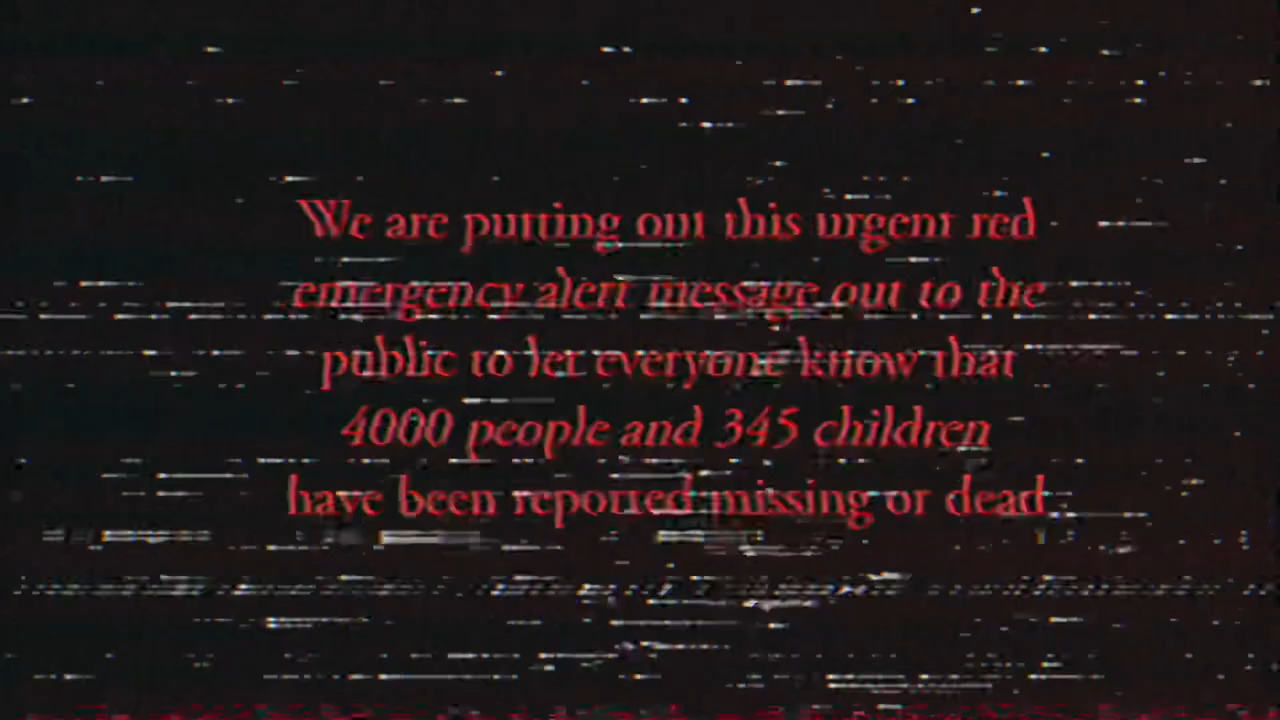 We are putting out this urgent red
emergency alert message out to the
public to let everyone know that
4000 people and 345 children
have been reported missing or dead